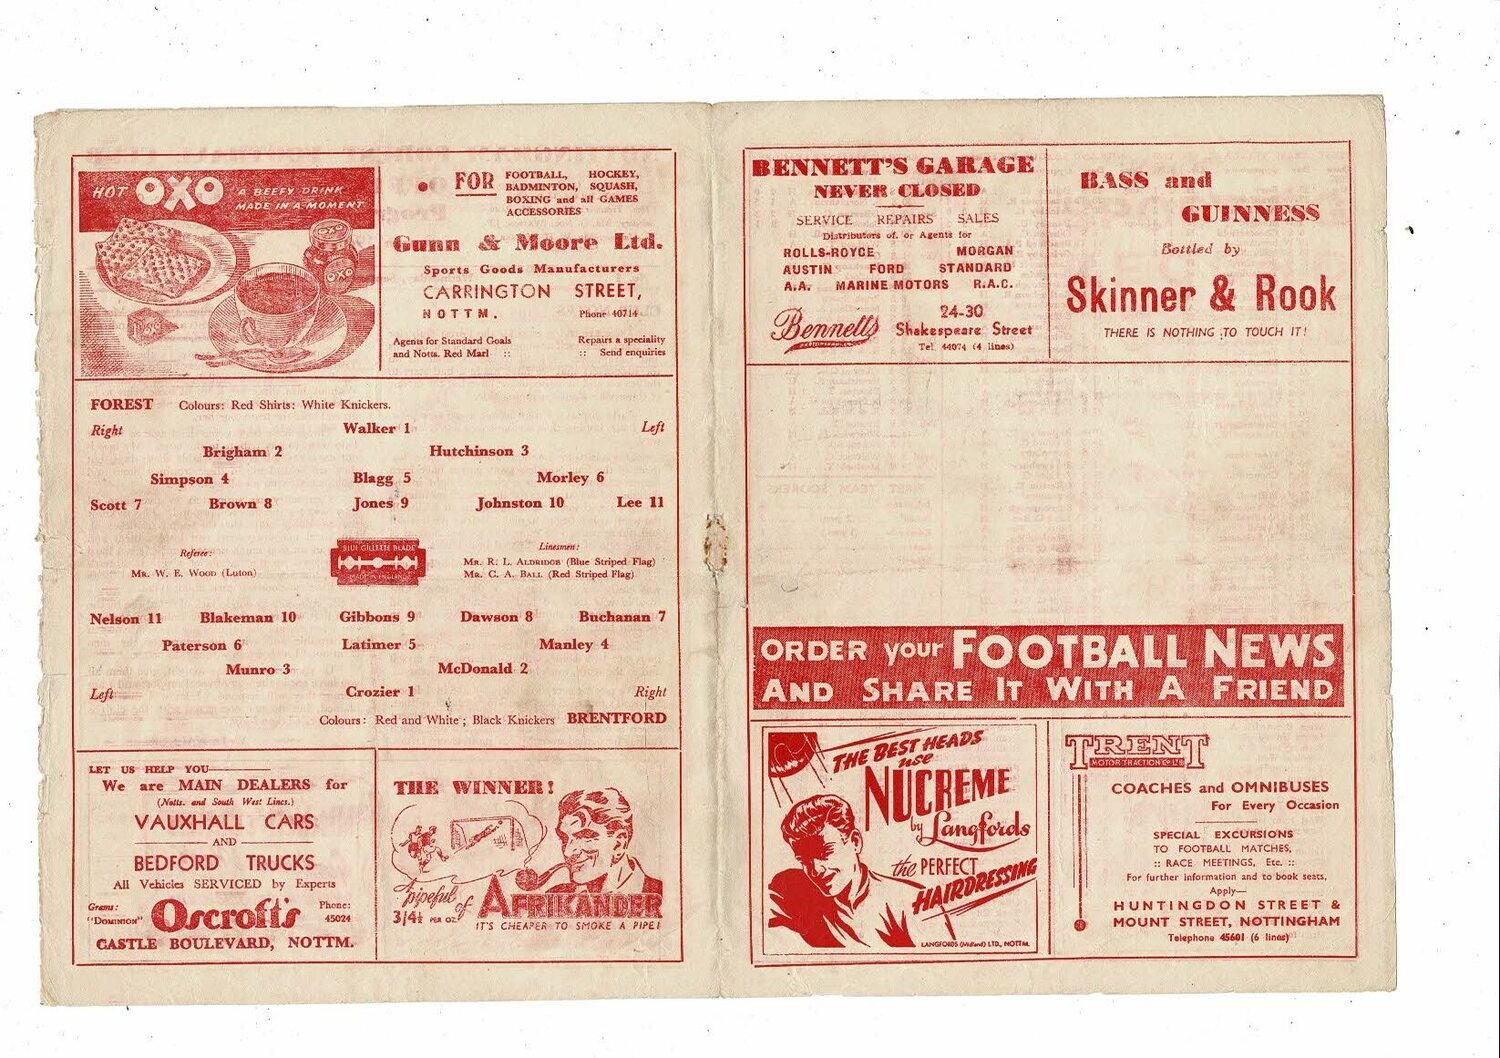 HOT OXO A BEEFY DRINK
MADE IN A MOMENT
OXO
OXO
FOR FOOTBALL, HOCKEY,
BADMINTON, SQUASH,
BOXING and all GAMES
ACCESSORIES
Gunn & Moore Ltd.
Sports Goods Manufacturers
CARRINGTON STREET,
NOTTM. Phone 40714
Agents for Standard Goals Repairs a speciality
and Notts. Red Marl :: :: Send enquiries
FOREST Colours: Red Shirts: White Knickers.
Right Walker 1 Left
Brigham 2 Hutchinson 3
Simpson 4 Blagg 5 Morley 6
Scott 7 Brown 8 Jones 9 Johnston 10 Lee 11
Referee: Linesmen:
Mr. W. E. Wood (Luton) BLUE GILLETTE BLADE MADE IN ENGLAND Mr. R. L. Aldridge (Blue Striped Flag)
Mr. C. A. Ball (Red Striped Flag)
Nelson 11 Blakeman 10 Gibbons 9 Dawson 8 Buchanan 7
Paterson 6 Latimer 5 Manley 4
Munro 3 McDonald 2
Left Crozier 1 Right
Colours: Red and White; Black Knickers BRENTFORD
LET US HELP YOU—
We are MAIN DEALERS for
(Notts. and South West Lincs.)
VAUXHALL CARS
—AND—
BEDFORD TRUCKS
All Vehicles SERVICED by Experts
Grams: "Dominion" Oscroft's Phone: 45024
CASTLE BOULEVARD, NOTTM.
THE WINNER!
pipeful of AFRIKANDER
3/4½ PER OZ. IT'S CHEAPER TO SMOKE A PIPE!
BENNETT'S GARAGE
NEVER CLOSED
SERVICE REPAIRS SALES
Distributors of, or Agents for
ROLLS-ROYCE MORGAN
AUSTIN FORD STANDARD
A.A. MARINE MOTORS R.A.C.
Bennetts 24-30
Shakespeare Street
Tel. 44074 (4 lines)
BASS and
GUINNESS
Bottled by
Skinner & Rook
THERE IS NOTHING TO TOUCH IT!
ORDER your FOOTBALL NEWS
AND SHARE IT WITH A FRIEND
THE BEST HEADS
use
NUCREME
by Langfords
the PERFECT
HAIRDRESSING
LANGFORDS (Midland) LTD., NOTTM.
TRENT
MOTOR TRACTION Co Ltd
COACHES and OMNIBUSES
For Every Occasion
SPECIAL EXCURSIONS
TO FOOTBALL MATCHES,
:: RACE MEETINGS, Etc. ::
For further information and to book seats,
Apply—
HUNTINGDON STREET &
MOUNT STREET, NOTTINGHAM
Telephone 45601 (6 lines)